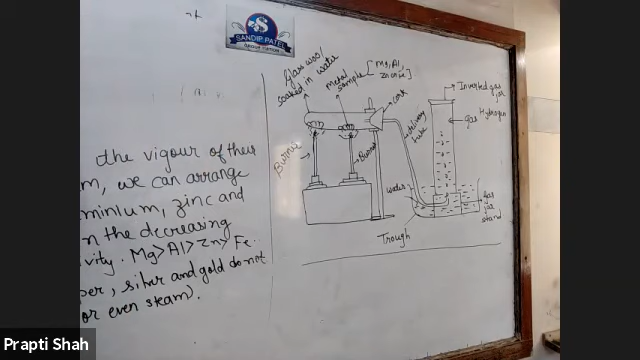 SANDIP PATEL
Glass wool
soaked in water
metal
sample
[Mg, Al,
Zn or Fe]
cork
delivery
tube
Inverted gas
jar
Hydrogen
gas
Burner
Burner
water
Trough
gas
jar
stand
the vigour of their
m, we can arrange
minium, zinc and
n the decreasing
ivity. Mg>Al>Zn>Fe.
per, silver and gold do not
or even steam).
Prapti Shah